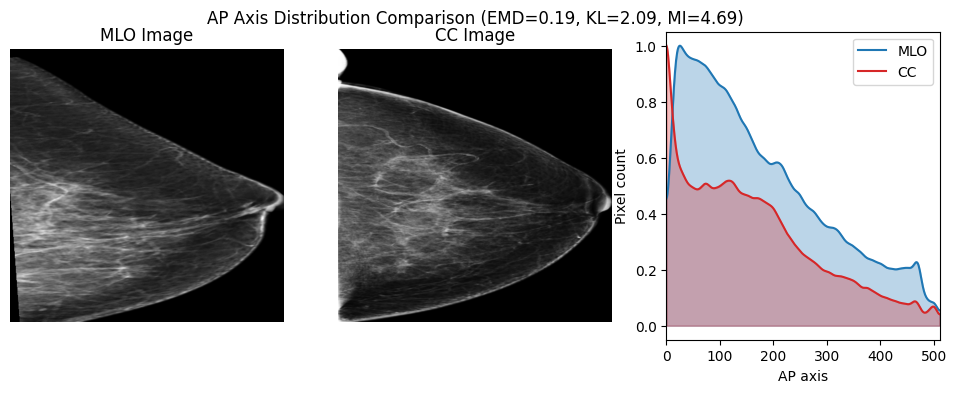 AP Axis Distribution Comparison (EMD=0.19, KL=2.09, MI=4.69)
MLO Image
CC Image
MLO
CC
Pixel count
1.0
0.8
0.6
0.4
0.2
0.0
0 100 200 300 400 500
AP axis